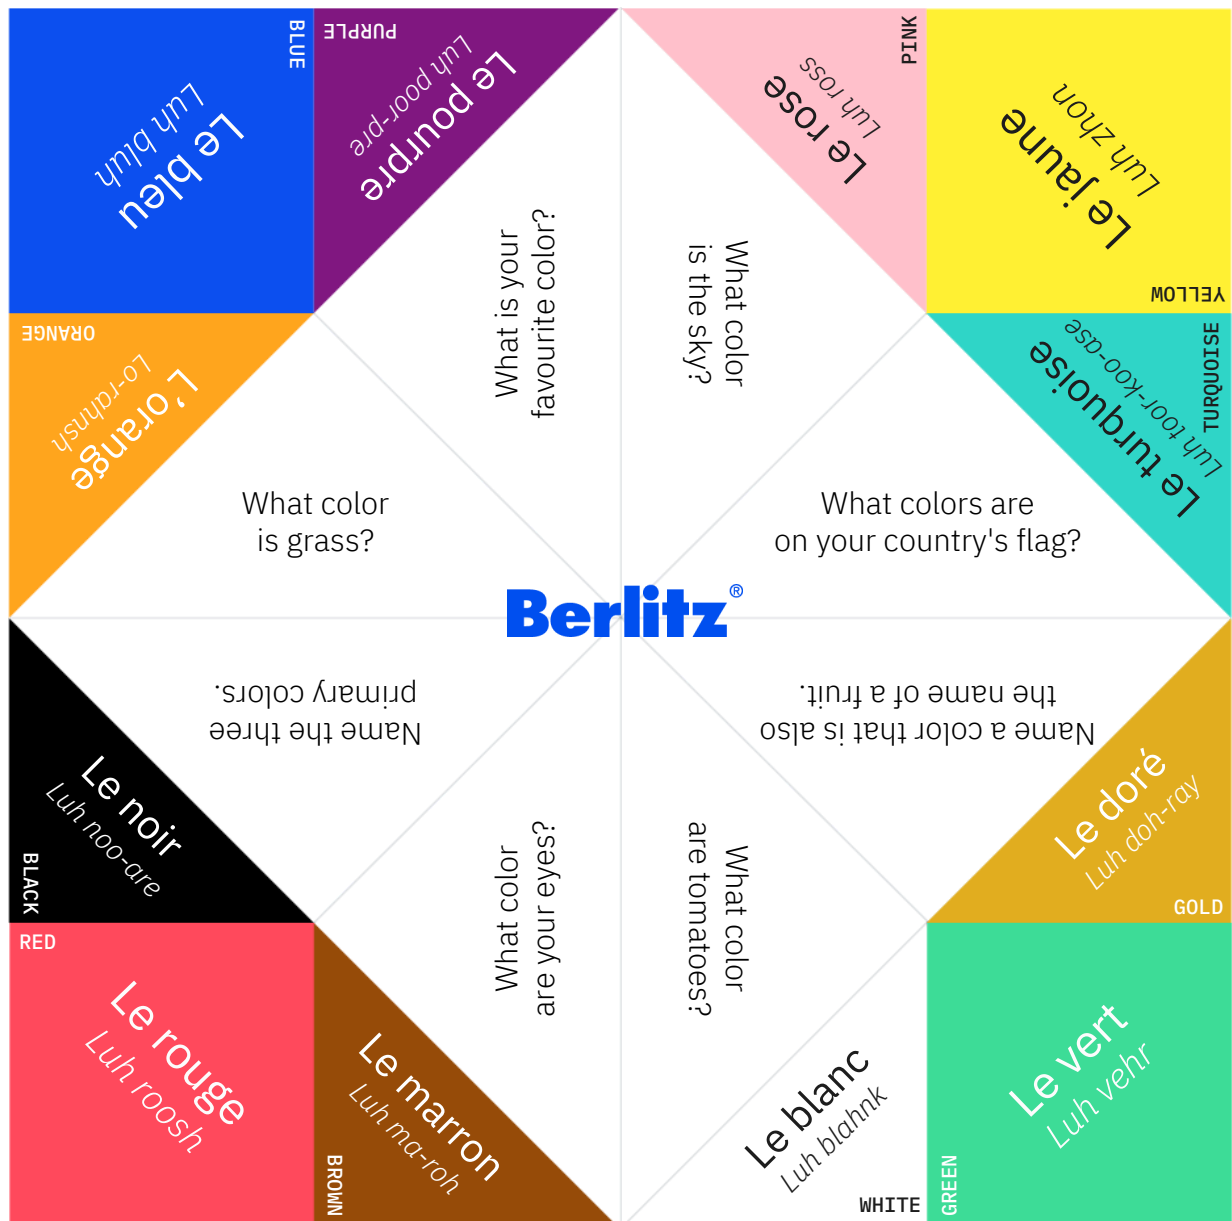 BLUE
Le bleu
Luh bluh
PURPLE
Le pourpre
Luh poor-pre
PINK
Le rose
Luh ross
Le jaune
Luh zhon
YELLOW
ORANGE
L'orange
Lo-rahnsh
What is your
favourite color?
What color
is the sky?
TURQUOISE
Le turquoise
Luh toor-koo-ase
What color
is grass?
What colors are
on your country's flag?
Berlitz®
Name the three
primary colors.
Name a color that is also
the name of a fruit.
Le noir
Luh noo-are
BLACK
What color
are your eyes?
What color
are tomatoes?
Le doré
Luh doh-ray
GOLD
RED
Le rouge
Luh roosh
Le marron
Luh ma-roh
BROWN
Le blanc
Luh blahnk
WHITE
Le vert
Luh vehr
GREEN